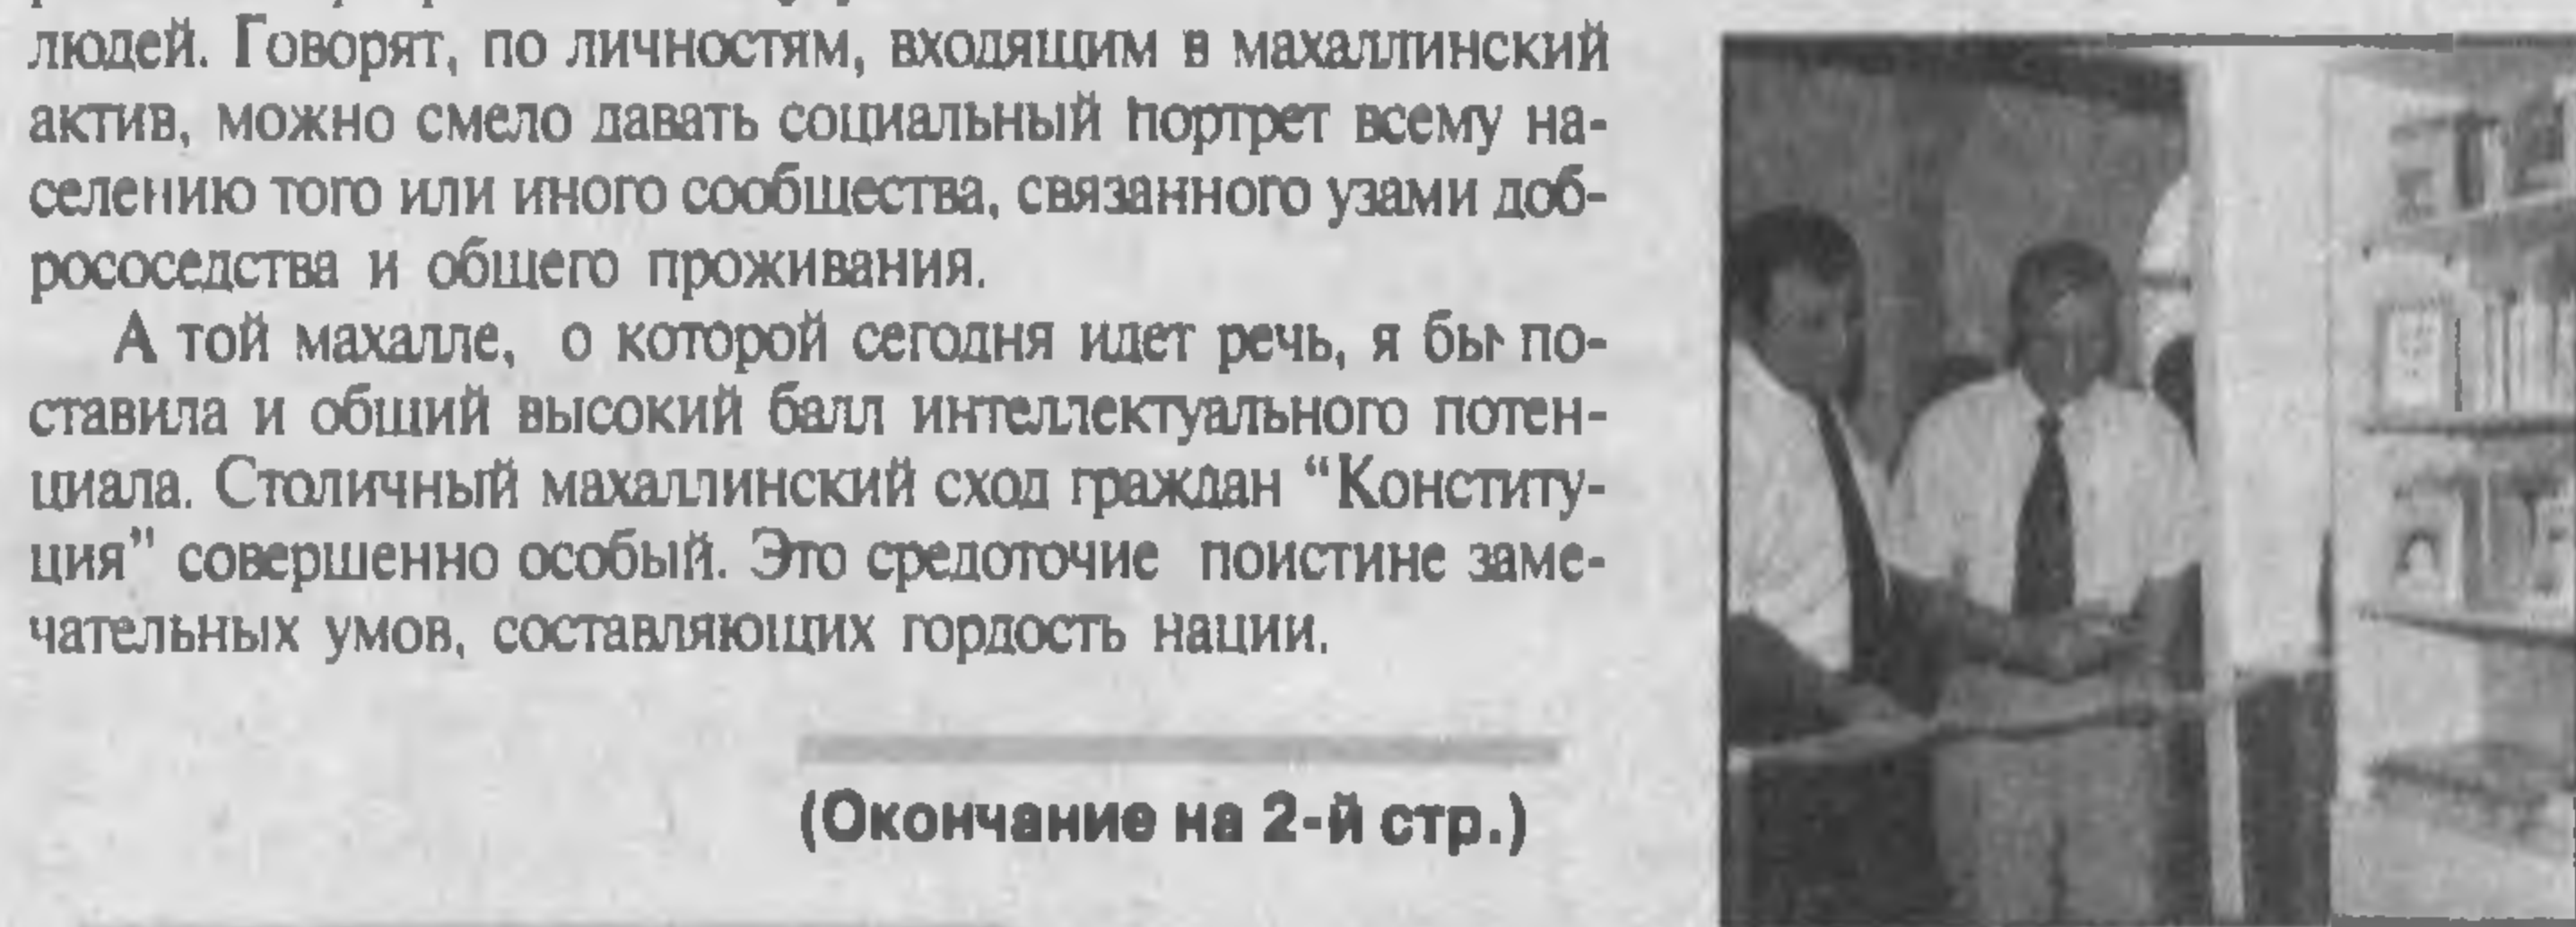 людей. Говорят, по личностям, входящим в махаллинский
актив, можно смело давать социальный портрет всему на-
селению того или иного сообщества, связанного узами доб-
рососедства и общего проживания.
А той махалле, о которой сегодня идет речь, я бы по-
ставила и общий высокий балл интеллектуального потен-
циала. Столичный махаллинский сход граждан “Конститу-
ция” совершенно особый. Это средоточие поистине заме-
чательных умов, составляющих гордость нации.
(Окончание на 2-й стр.)